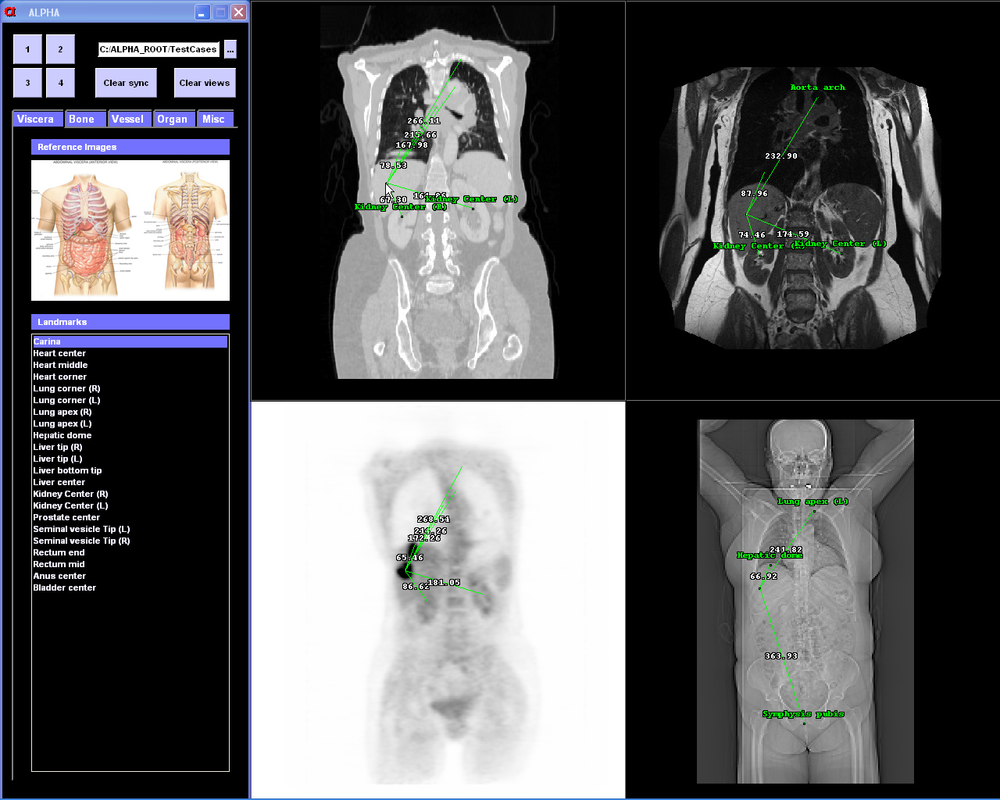 ALPHA
1
2
C:/ALPHA_ROOT/TestCases
...
3
4
Clear sync
Clear views
Viscera
Bone
Vessel
Organ
Misc
Reference Images
ABDOMINAL VISCERA (ANTERIOR VIEW)
ABDOMINAL VISCERA (POSTERIOR VIEW)
Landmarks
Carina
Heart center
Heart middle
Heart corner
Lung corner (R)
Lung corner (L)
Lung apex (R)
Lung apex (L)
Hepatic dome
Liver tip (R)
Liver tip (L)
Liver bottom tip
Liver center
Kidney Center (R)
Kidney Center (L)
Prostate center
Seminal vesicle Tip (L)
Seminal vesicle Tip (R)
Rectum end
Rectum mid
Anus center
Bladder center
266.11
215.66
167.98
78.53
67.30
Kidney Center (L)
Kidney Center (R)
Aorta arch
232.90
87.96
74.46
174.59
Kidney Center
Kidney Center (L)
268.54
172.26
65.46
86.62
181.05
Lung apex (L)
241.82
Hepatic dome
66.92
363.93
Symphysis pubis